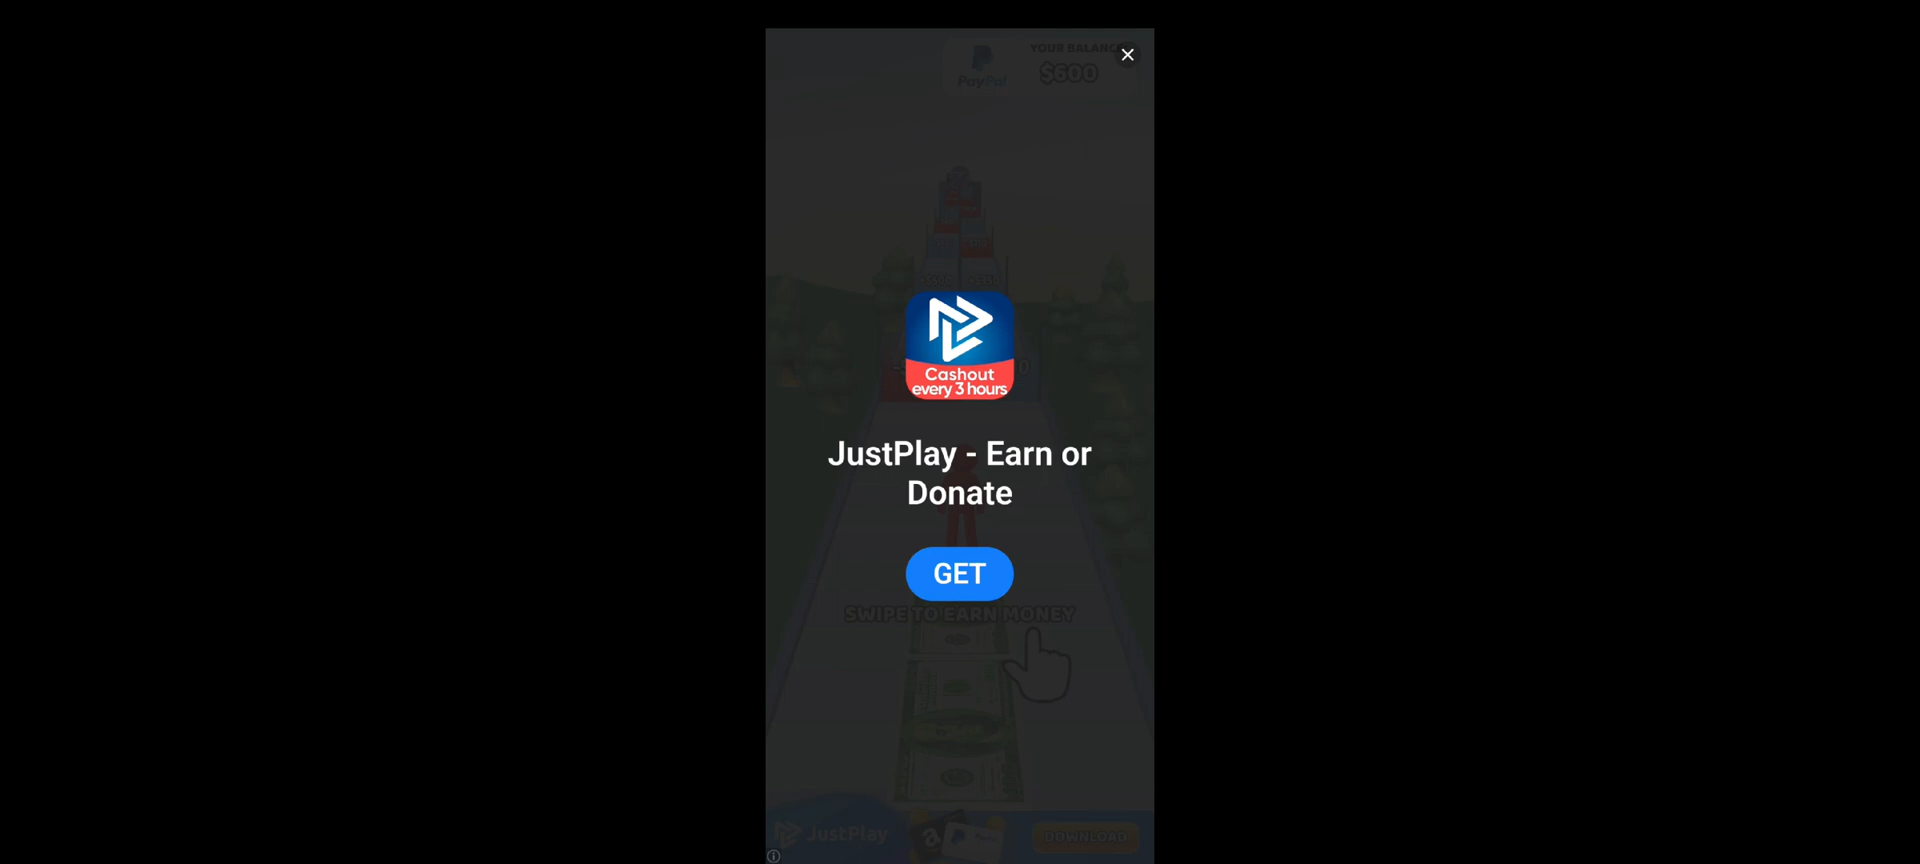 YOUR BALANCE
PayPal
$600
Cashout
every 3 hours
JustPlay - Earn or
Donate
GET
SWIPE TO EARN MONEY
JustPlay
DOWNLOAD